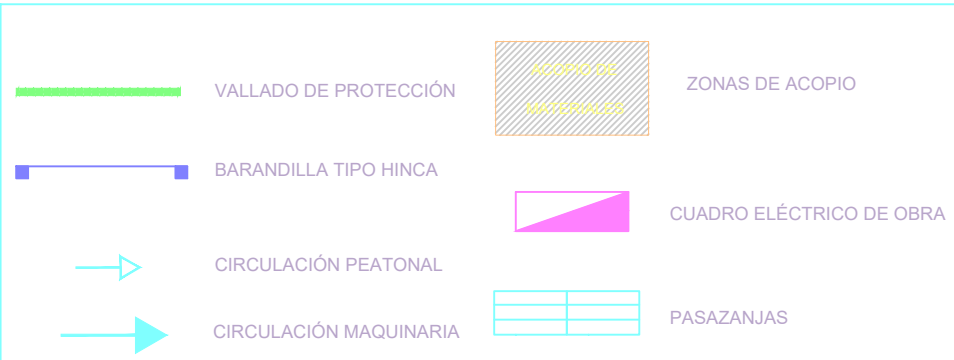 VALLADO DE PROTECCIÓN
BARANDILLA TIPO HINCA
CIRCULACIÓN PEATONAL
CIRCULACIÓN MAQUINARIA
ACOPIO DE
MATERIALES
ZONAS DE ACOPIO
CUADRO ELÉCTRICO DE OBRA
PASAZANJAS